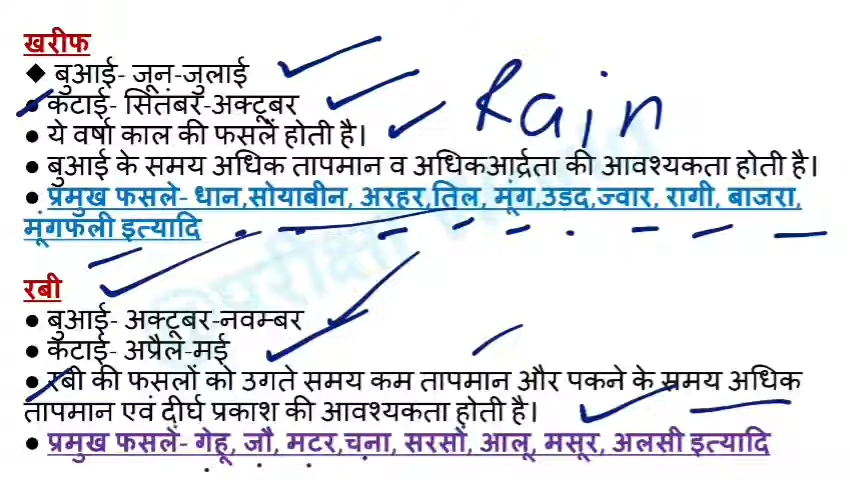 खरीफ
◆ बुआई- जून-जुलाई
● कटाई- सितंबर-अक्टूबर
● ये वर्षा काल की फसलें होती है।
Rain
● बुआई के समय अधिक तापमान व अधिकआर्द्रता की आवश्यकता होती है।
● प्रमुख फसले- धान,सोयाबीन, अरहर,तिल, मूंग,उडद,ज्वार, रागी, बाजरा,
मूंगफली इत्यादि
रबी
● बुआई- अक्टूबर-नवम्बर
● कटाई- अप्रैल-मई
● रबी की फसलों को उगते समय कम तापमान और पकने के समय अधिक
तापमान एवं दीर्घ प्रकाश की आवश्यकता होती है।
● प्रमुख फसलें- गेहू, जौ, मटर,चना, सरसों, आलू, मसूर, अलसी इत्यादि